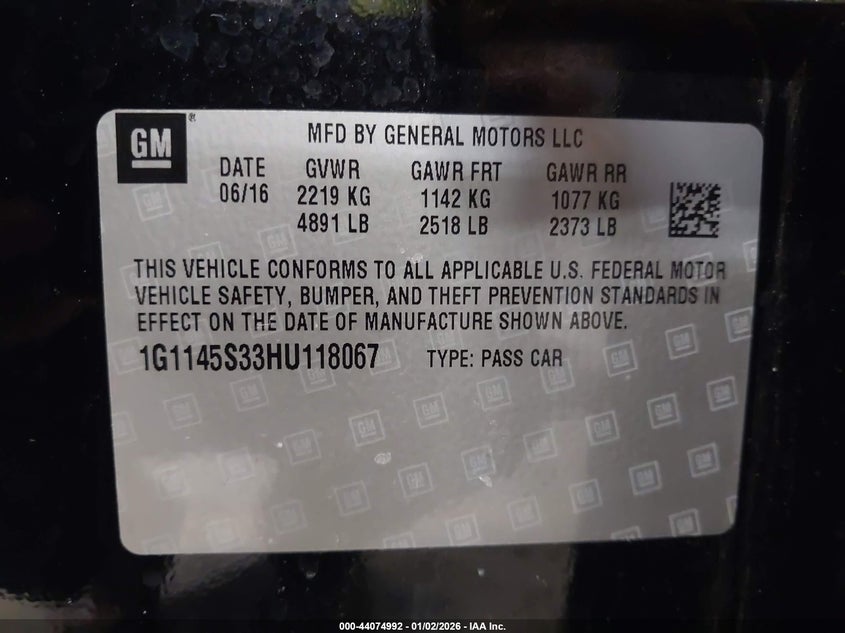 GM
MFD BY GENERAL MOTORS LLC
DATE GVWR GAWR FRT GAWR RR
06/16 2219 KG 1142 KG 1077 KG
4891 LB 2518 LB 2373 LB
THIS VEHICLE CONFORMS TO ALL APPLICABLE U.S. FEDERAL MOTOR
VEHICLE SAFETY, BUMPER, AND THEFT PREVENTION STANDARDS IN
EFFECT ON THE DATE OF MANUFACTURE SHOWN ABOVE.
1G1145S33HU118067 TYPE: PASS CAR
000-44074992 - 01/02/2026 - IAA Inc.